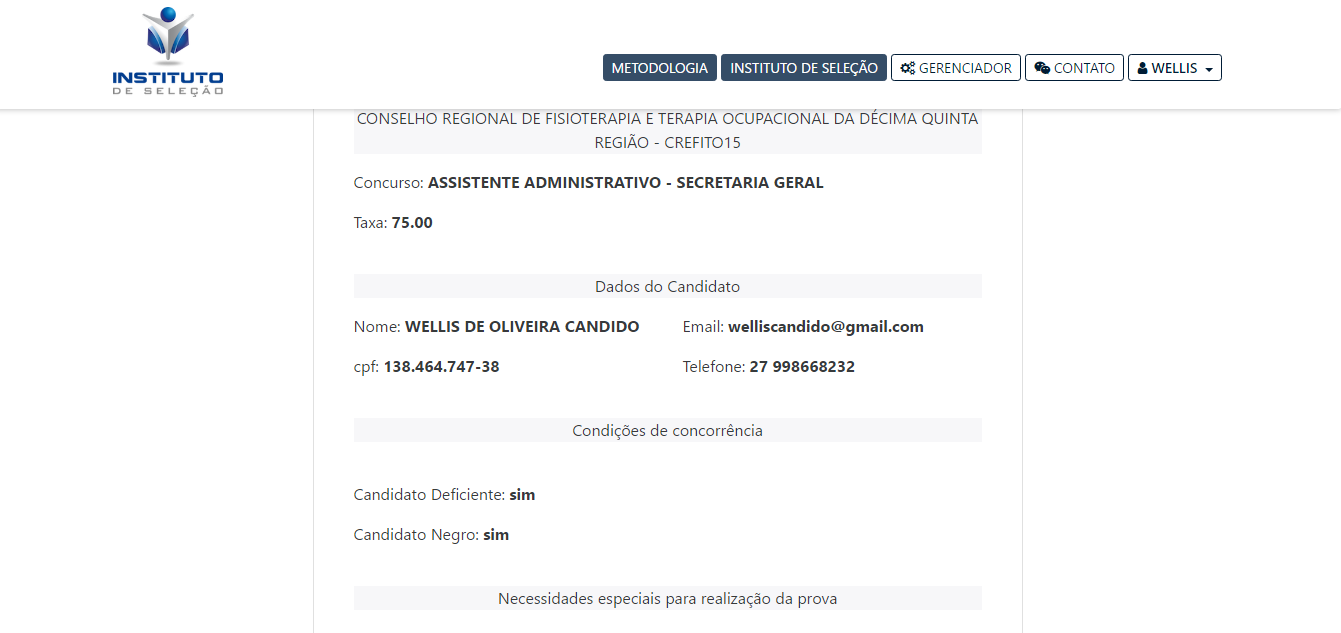 INSTITUTO
DE SELEÇÃO
METODOLOGIA INSTITUTO DE SELEÇÃO GERENCIADOR CONTATO WELLIS
CONSELHO REGIONAL DE FISIOTERAPIA E TERAPIA OCUPACIONAL DA DÉCIMA QUINTA
REGIÃO - CREFITO15
Concurso: ASSISTENTE ADMINISTRATIVO - SECRETARIA GERAL
Taxa: 75.00
Dados do Candidato
Nome: WELLIS DE OLIVEIRA CANDIDO Email: welliscandido@gmail.com
cpf: 138.464.747-38 Telefone: 27 998668232
Condições de concorrência
Candidato Deficiente: sim
Candidato Negro: sim
Necessidades especiais para realização da prova